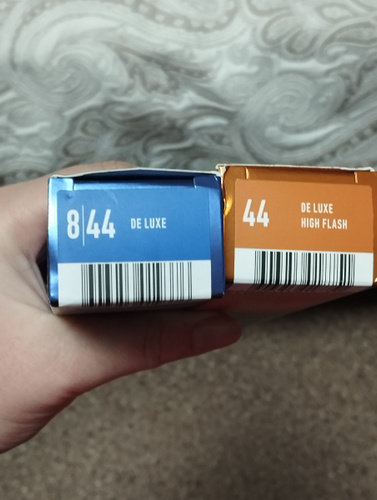 8|44 DE LUXE
44 DE LUXE
HIGH FLASH